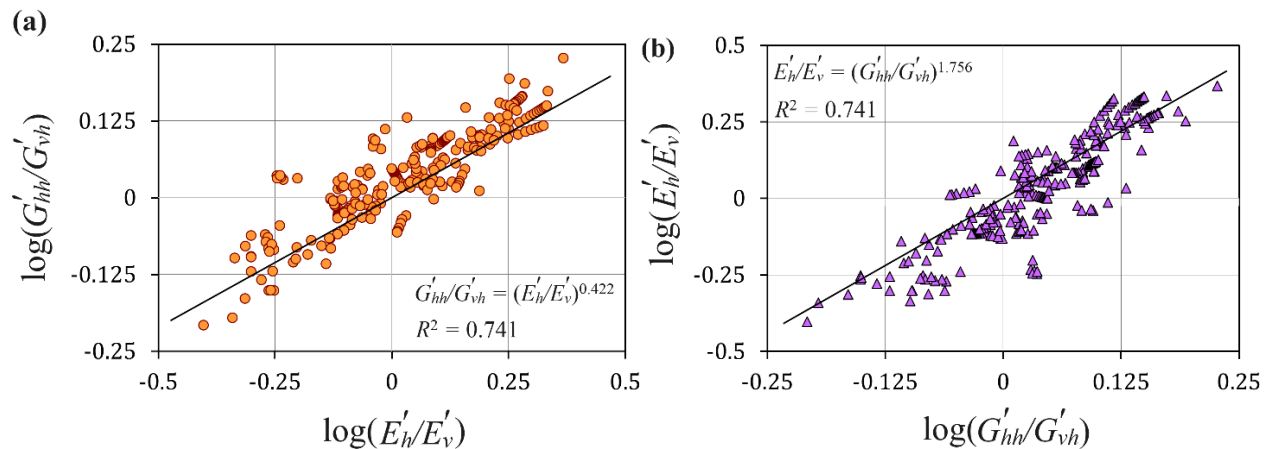 (a)
log(G′hh/G′vh)
0.25
0.125
0
-0.125
-0.25
G′hh/G′vh = (E′h/E′v)^0.422
R² = 0.741
-0.5
-0.25
0
0.25
0.5
log(E′h/E′v)
(b)
log(E′h/E′v)
0.5
0.25
0
-0.25
-0.5
E′h/E′v = (G′hh/G′vh)^1.756
R² = 0.741
-0.25
-0.125
0
0.125
0.25
log(G′hh/G′vh)